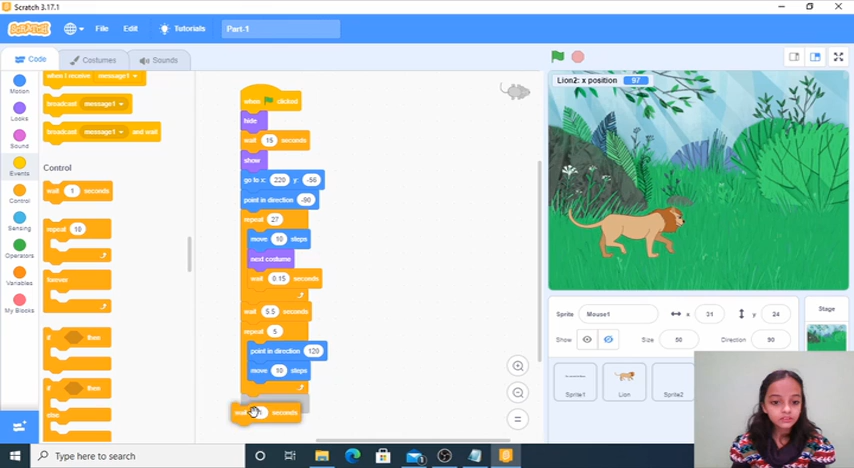 Scratch 3.17.1
SCRATCH
File
Edit
Tutorials
Part-1
Code
Costumes
Sounds
Motion
Looks
Sound
Events
Control
Sensing
Operators
Variables
My Blocks
when I receive message1
broadcast message1
broadcast message1 and wait
Control
wait 1 seconds
repeat 10
forever
if then
if then
else
when clicked
hide
wait 15 seconds
show
go to x: 220 y: -56
point in direction -90
repeat 27
move 10 steps
next costume
wait 0.15 seconds
wait 5.5 seconds
repeat 5
point in direction 120
move 10 steps
wait seconds
Lion2: x position 97
Sprite Mouse1 x 31 y 24
Show Size 50 Direction 90
Stage
Sprite1
Lion
Sprite2
Type here to search